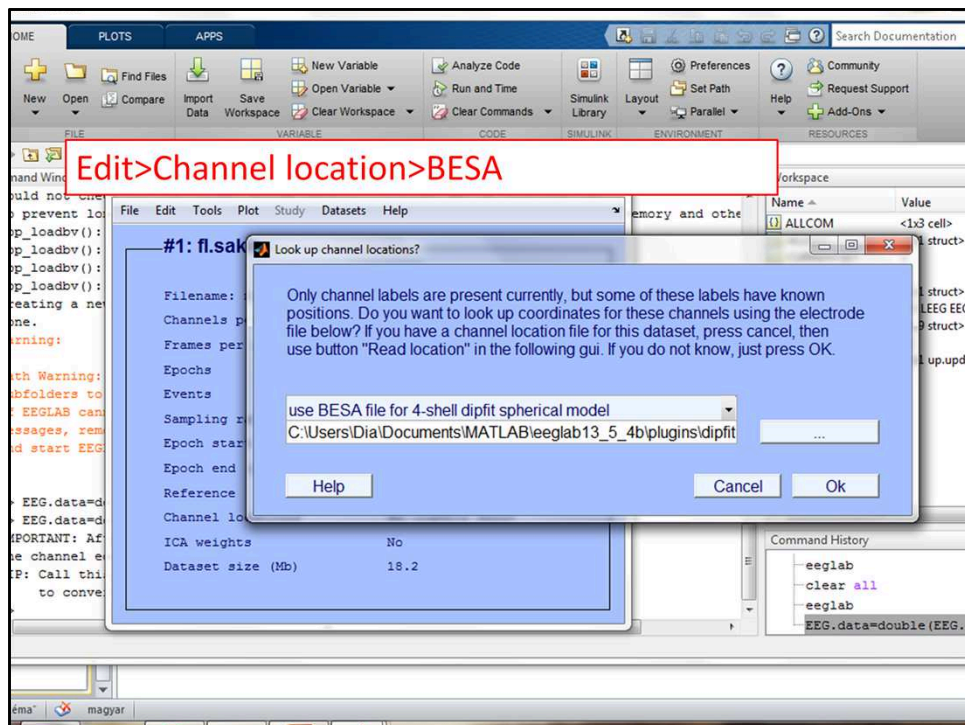 OME PLOTS APPS Search Documentation
New Open Find Files Compare Import Data Save Workspace New Variable Open Variable Clear Workspace Analyze Code Run and Time Clear Commands Simulink Library Layout Preferences Set Path Parallel Help Community Request Support Add-Ons
FILE VARIABLE CODE SIMULINK ENVIRONMENT RESOURCES
Edit>Channel location>BESA
mand Win
Workspace
Name Value
ALLCOM <1x3 cell>
struct>
1 struct>
LEEG EEG
9 struct>
1 up.upd
ould not che
o prevent lo emory and othe
op_loadbv():
op_loadbv():
op_loadbv():
op_loadbv():
reating a ne
one.
arning:
ath Warning:
ubfolders to
f EEGLAB can
essages, rem
nd start EEG
EEG.data=d
EEG.data=d
MPORTANT: Af
he channel e
IP: Call thi
to conve
File Edit Tools Plot Study Datasets Help
#1: fl.sak
Filename:
Channels p
Frames per
Epochs
Events
Sampling r
Epoch star
Epoch end
Reference
Channel lo
ICA weights No
Dataset size (Mb) 18.2
Look up channel locations?
Only channel labels are present currently, but some of these labels have known
positions. Do you want to look up coordinates for these channels using the electrode
file below? If you have a channel location file for this dataset, press cancel, then
use button "Read location" in the following gui. If you do not know, just press OK.
use BESA file for 4-shell dipfit spherical model
C:\Users\Dia\Documents\MATLAB\eeglab13_5_4b\plugins\dipfit ...
Help Cancel Ok
Command History
eeglab
clear all
eeglab
EEG.data=double(EEG.
éma" magyar